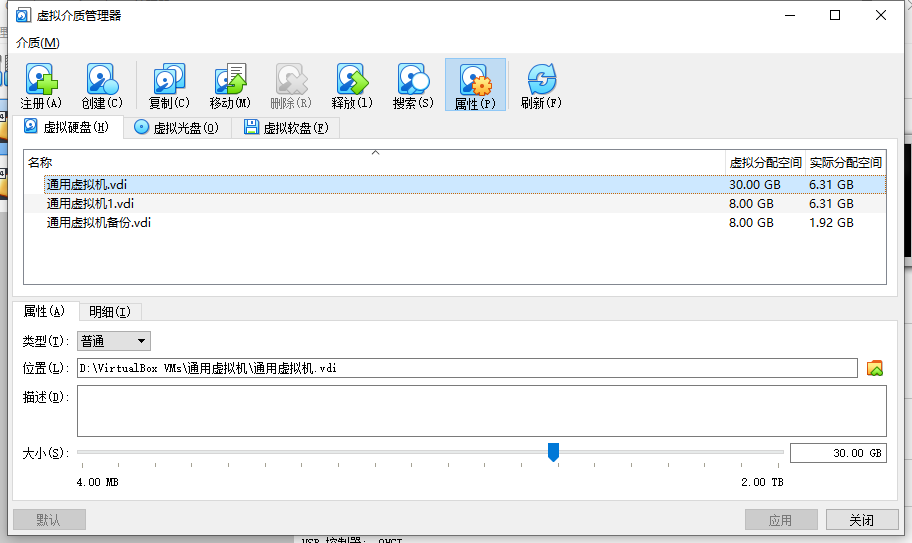 虚拟介质管理器
介质(M)
注册(A) 创建(C) 复制(C) 移动(M) 删除(R) 释放(l) 搜索(S) 属性(P) 刷新(F)
虚拟硬盘(H) 虚拟光盘(O) 虚拟软盘(F)
名称 虚拟分配空间 实际分配空间
通用虚拟机.vdi 30.00 GB 6.31 GB
通用虚拟机1.vdi 8.00 GB 6.31 GB
通用虚拟机备份.vdi 8.00 GB 1.92 GB
属性(A) 明细(I)
类型(T): 普通
位置(L): D:\VirtualBox VMs\通用虚拟机\通用虚拟机.vdi
描述(D):
大小(S): 30.00 GB
4.00 MB 2.00 TB
默认 应用 关闭